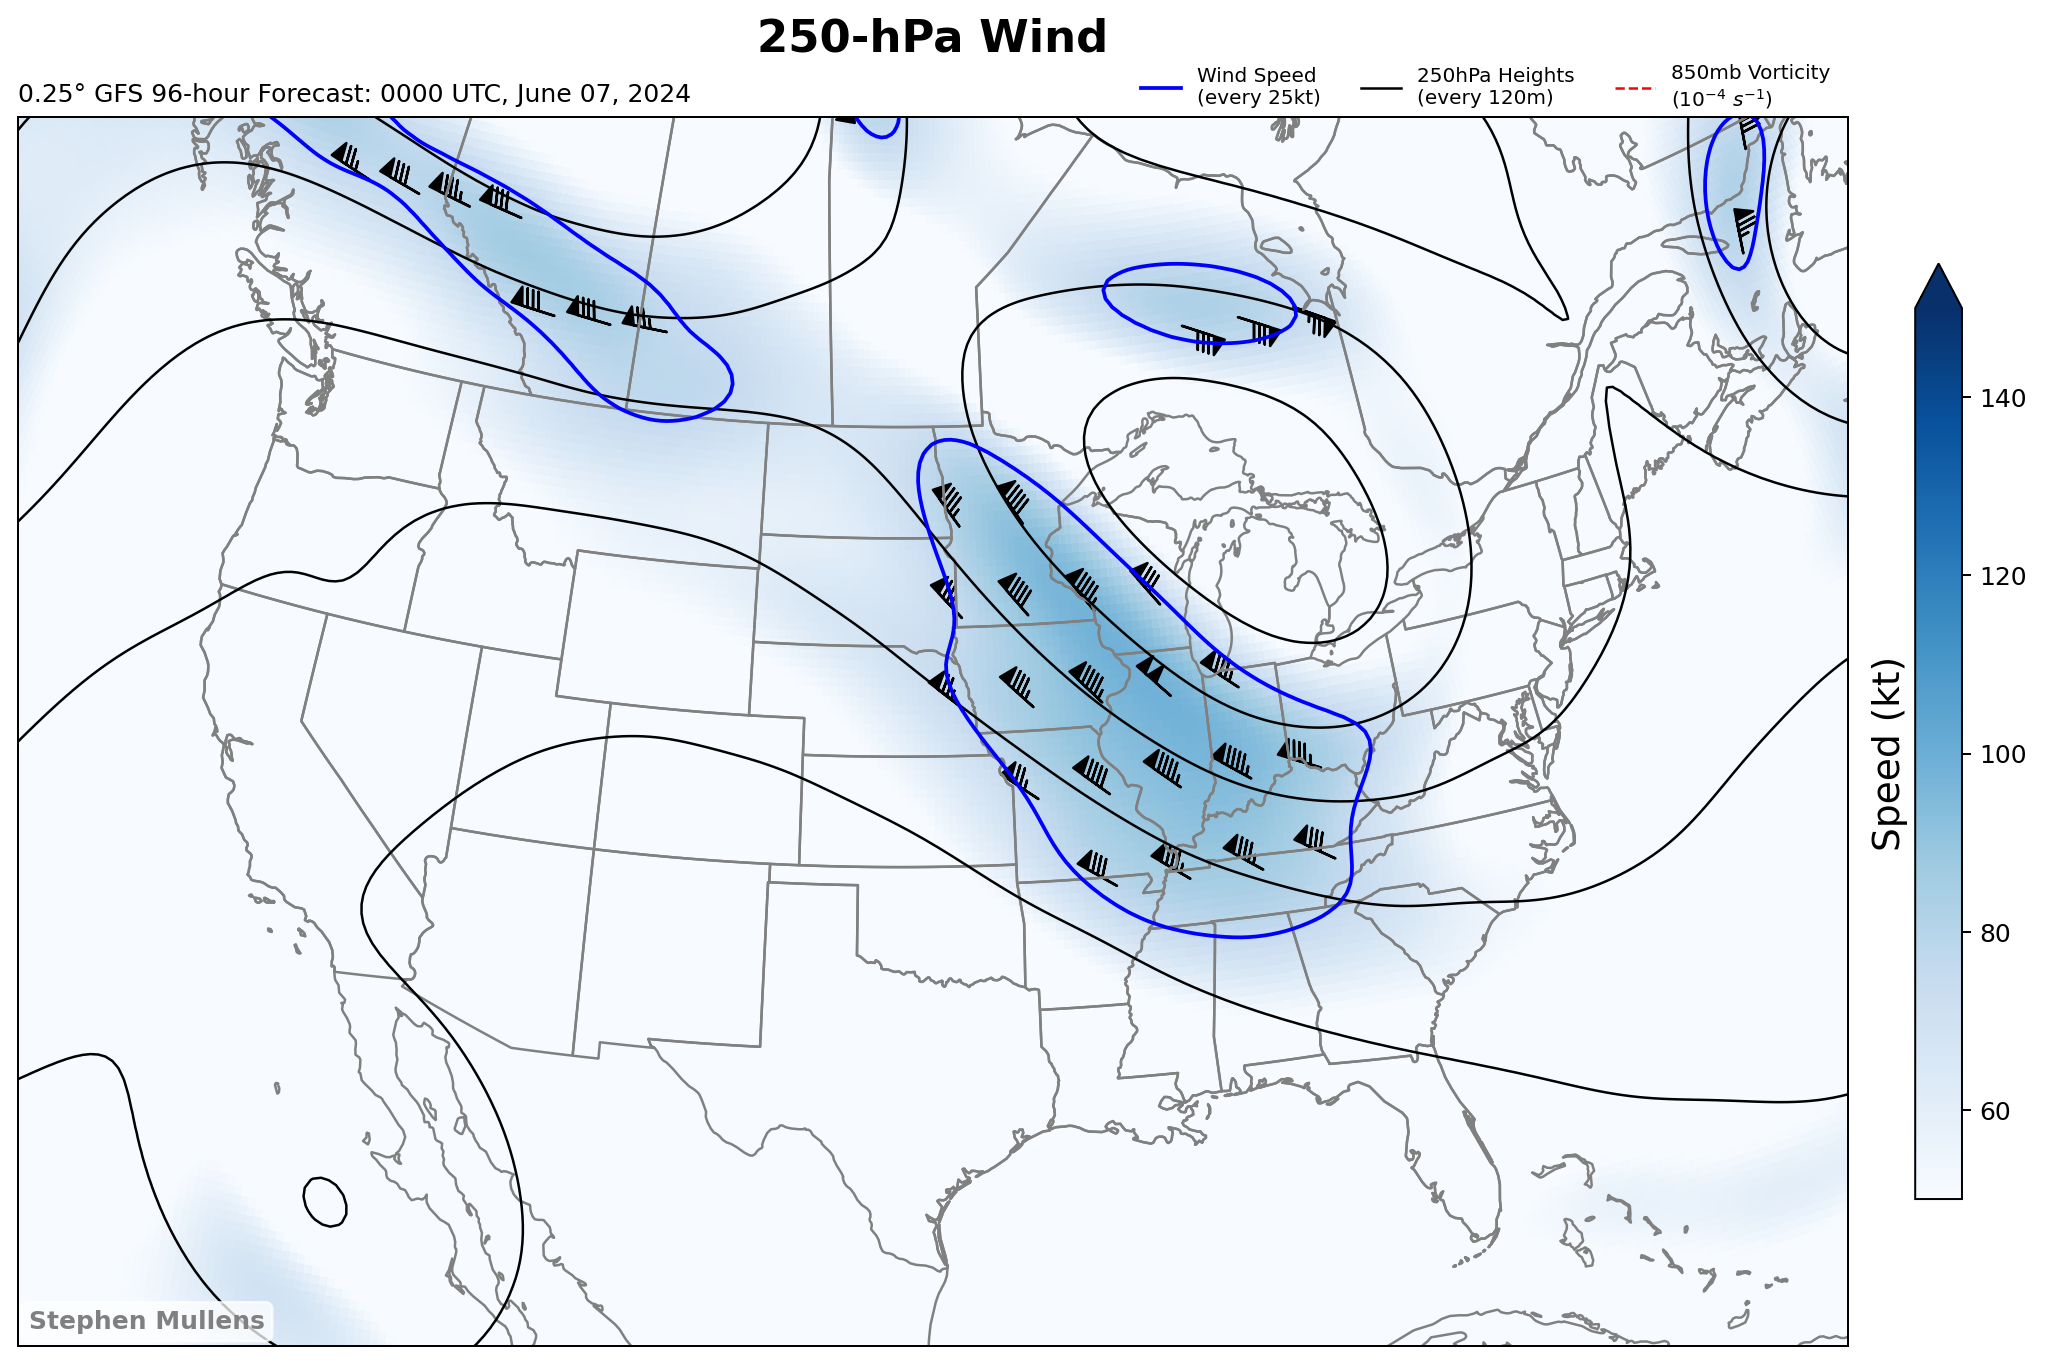 250-hPa Wind
0.25° GFS 96-hour Forecast: 0000 UTC, June 07, 2024
Wind Speed
(every 25kt)
250hPa Heights
(every 120m)
850mb Vorticity
(10⁻⁴ s⁻¹)
140
120
100
80
60
Speed (kt)
Stephen Mullens